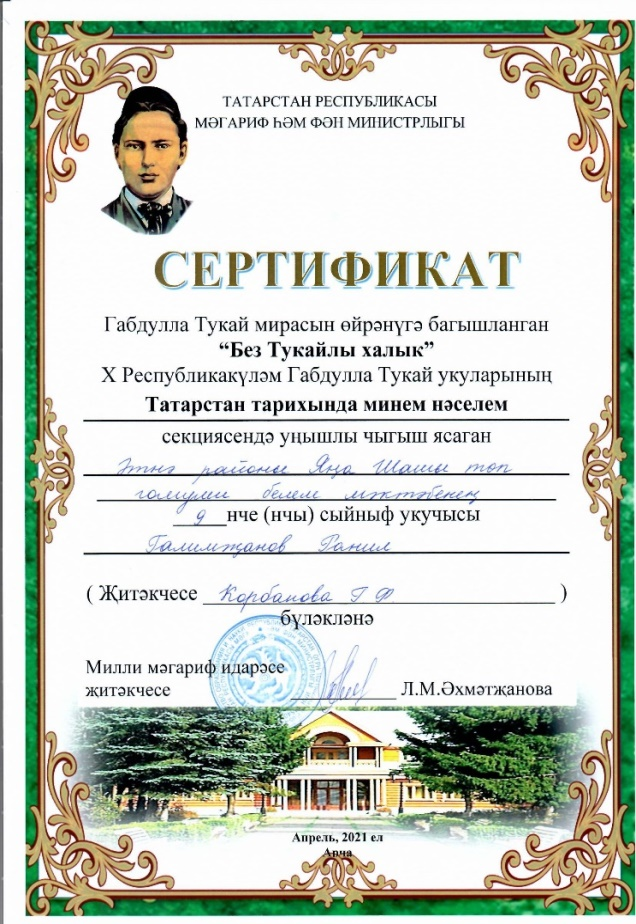 ТАТАРСТАН РЕСПУБЛИКАСЫ
МӘГАРИФ ҺӘМ ФӘН МИНИСТРЛЫГЫ
СЕРТИФИКАТ
Габдулла Тукай мирасын өйрәнүгә багышланган
“Без Тукайлы халык”
X Республикакүләм Габдулла Тукай укуларының
Татарстан тарихында минем нәселем
секциясендә уңышлы чыгыш ясаган
Әтнә районы Яңа Шашы төп
гомуми белем мәктәбенең
9 нче (нчы) сыйныф укучысы
Галимҗанов Ранил
( Җитәкчесе Корбанова Г.Ф. )
бүләкләнә
Милли мәгариф идарәсе
җитәкчесе Л.М.Әхмәтҗанова
Апрель, 2021 ел
Арча